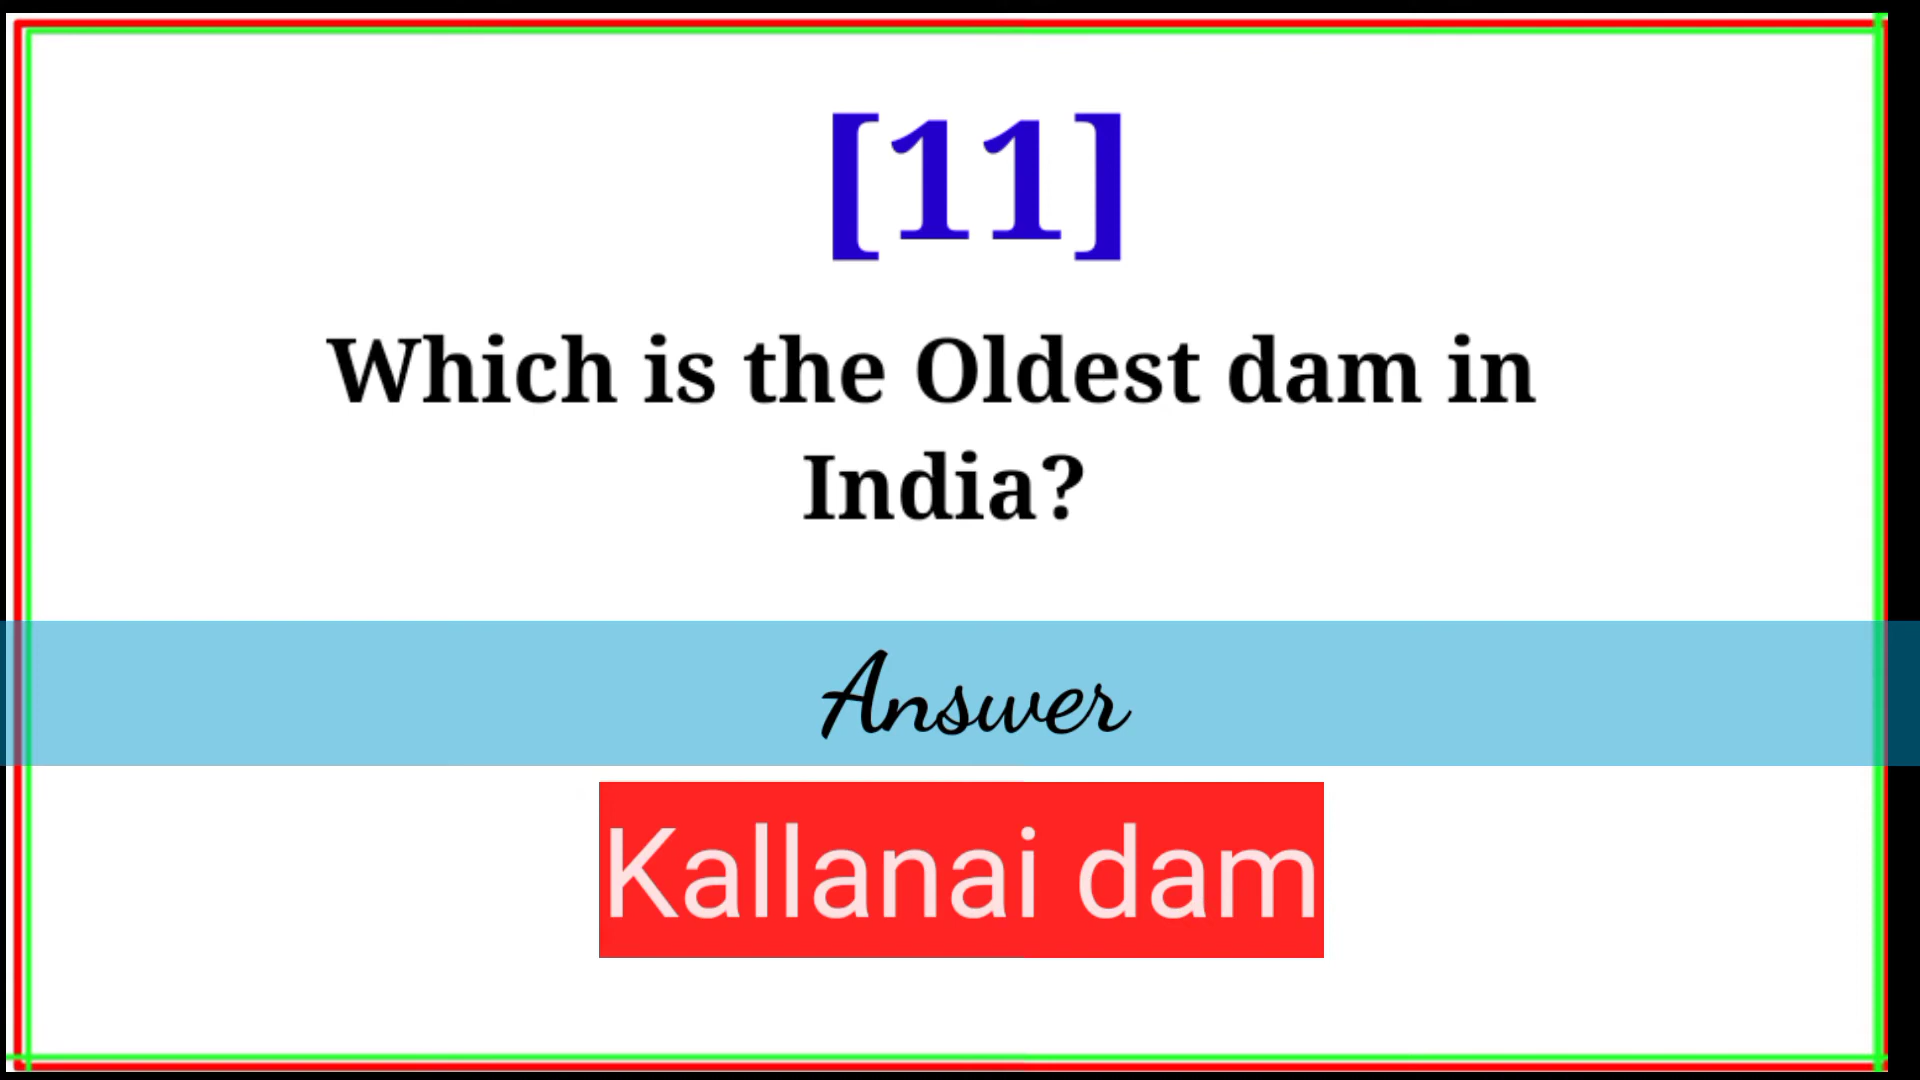 [11]
Which is the Oldest dam in
India?
Answer
Kallanai dam